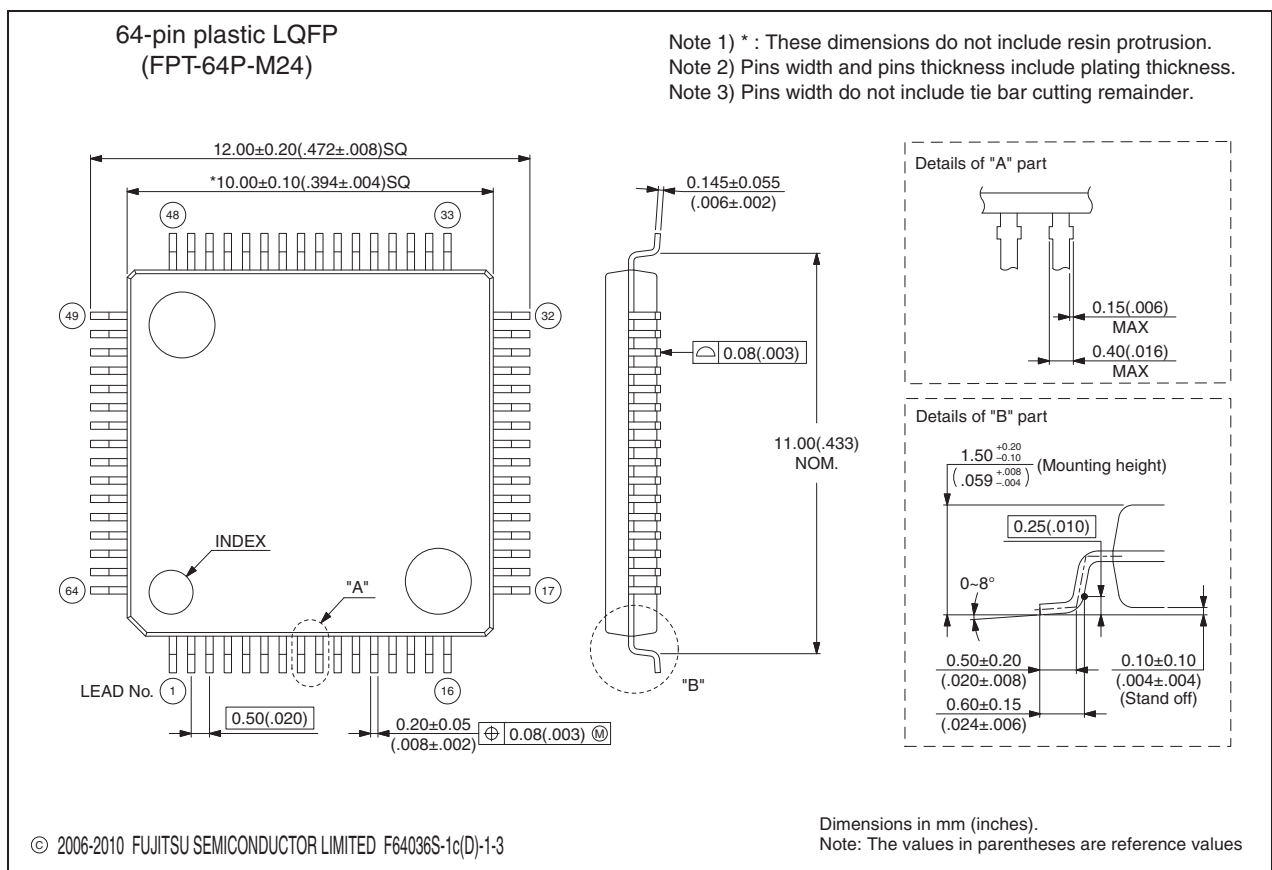 64-pin plastic LQFP
(FPT-64P-M24)
Note 1) * : These dimensions do not include resin protrusion.
Note 2) Pins width and pins thickness include plating thickness.
Note 3) Pins width do not include tie bar cutting remainder.
12.00±0.20(.472±.008)SQ
*10.00±0.10(.394±.004)SQ
48
33
49
32
64
17
INDEX
"A"
LEAD No.
1
16
0.50(.020)
0.20±0.05
(.008±.002)
⌖ 0.08(.003) Ⓜ
0.145±0.055
(.006±.002)
⌓ 0.08(.003)
11.00(.433)
NOM.
"B"
Details of "A" part
0.15(.006)
MAX
0.40(.016)
MAX
Details of "B" part
1.50 +0.20 –0.10
(.059 +.008 –.004)
(Mounting height)
0.25(.010)
0~8°
0.50±0.20
(.020±.008)
0.60±0.15
(.024±.006)
0.10±0.10
(.004±.004)
(Stand off)
© 2006-2010 FUJITSU SEMICONDUCTOR LIMITED F64036S-1c(D)-1-3
Dimensions in mm (inches).
Note: The values in parentheses are reference values